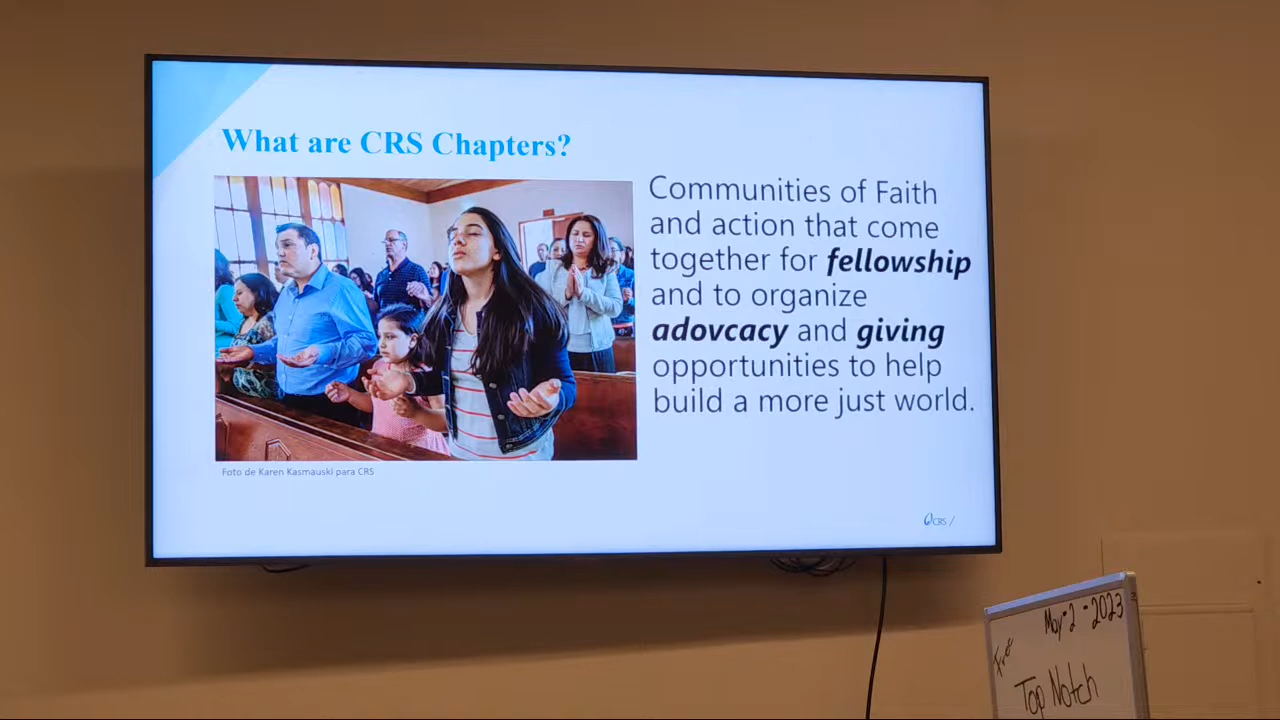 What are CRS Chapters?
Communities of Faith
and action that come
together for fellowship
and to organize
adovcacy and giving
opportunities to help
build a more just world.
Foto de Karen Kasmauski para CRS
CRS /
May-2-2023
Free
Top Notch